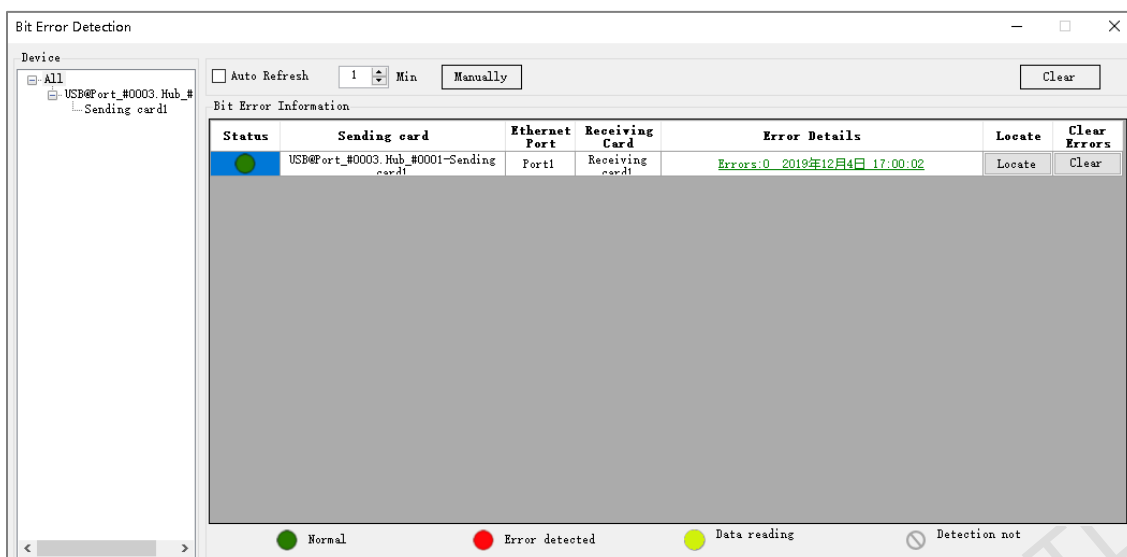 Bit Error Detection
Device
All
USB@Port_#0003.Hub_#
Sending card1
Auto Refresh
1
Min
Manually
Clear
Bit Error Information
Status
Sending card
Ethernet
Port
Receiving
Card
Error Details
Locate
Clear
Errors
USB@Port_#0003.Hub_#0001-Sending
card1
Port1
Receiving
card1
Errors:0 2019年12月4日 17:00:02
Locate
Clear
Normal
Error detected
Data reading
Detection not